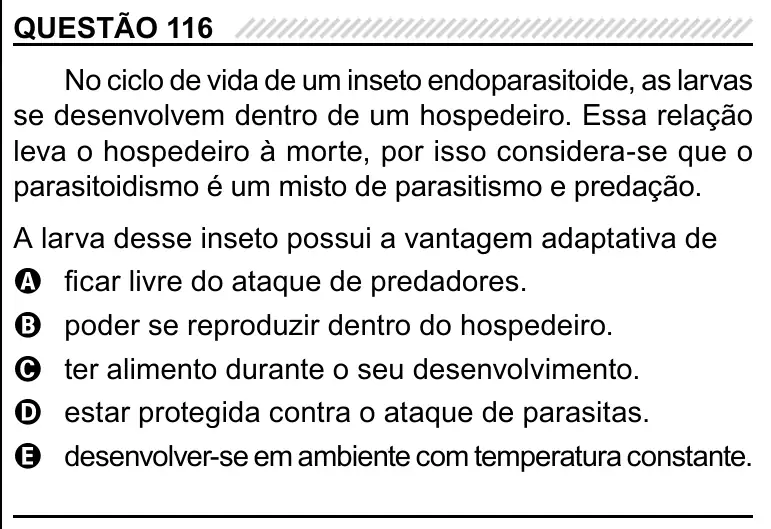 QUESTÃO 116
No ciclo de vida de um inseto endoparasitoide, as larvas
se desenvolvem dentro de um hospedeiro. Essa relação
leva o hospedeiro à morte, por isso considera-se que o
parasitoidismo é um misto de parasitismo e predação.
A larva desse inseto possui a vantagem adaptativa de
A ficar livre do ataque de predadores.
B poder se reproduzir dentro do hospedeiro.
C ter alimento durante o seu desenvolvimento.
D estar protegida contra o ataque de parasitas.
E desenvolver-se em ambiente com temperatura constante.